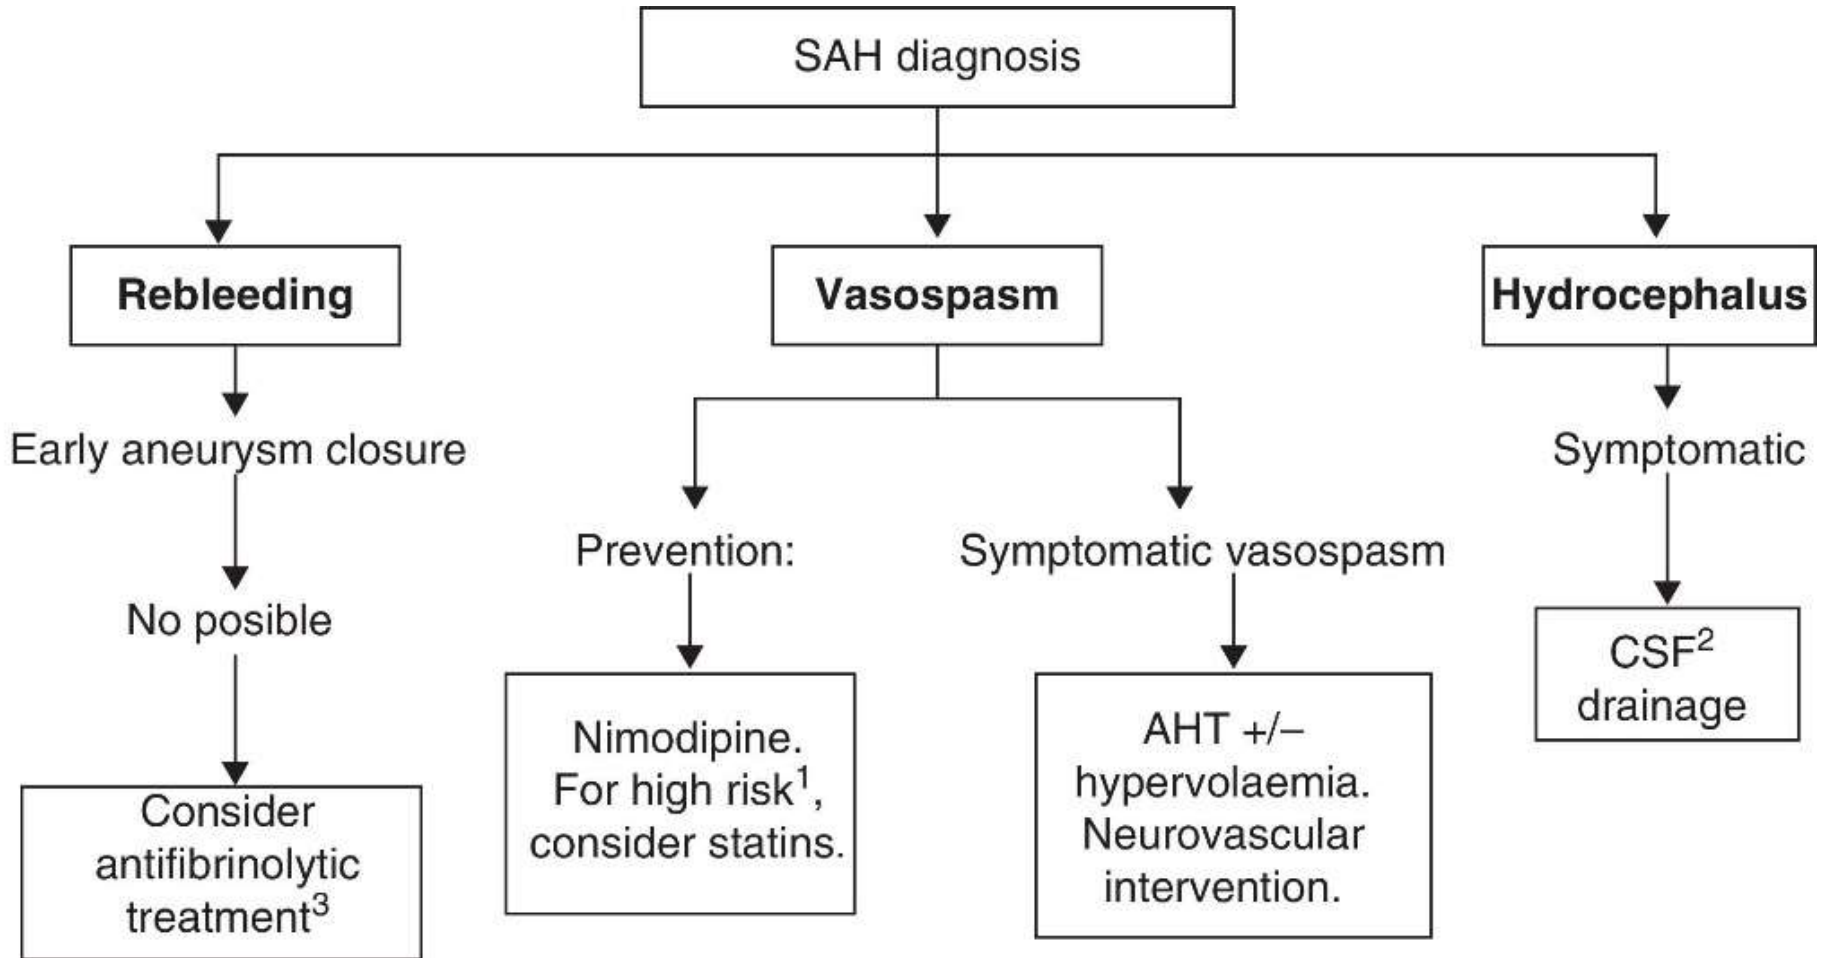 SAH diagnosis
Rebleeding
Vasospasm
Hydrocephalus
Early aneurysm closure
Symptomatic
Prevention:
Symptomatic vasospasm
No posible
CSF²
drainage
Nimodipine.
For high risk¹,
consider statins.
AHT +/–
hypervolaemia.
Neurovascular
intervention.
Consider
antifibrinolytic
treatment³